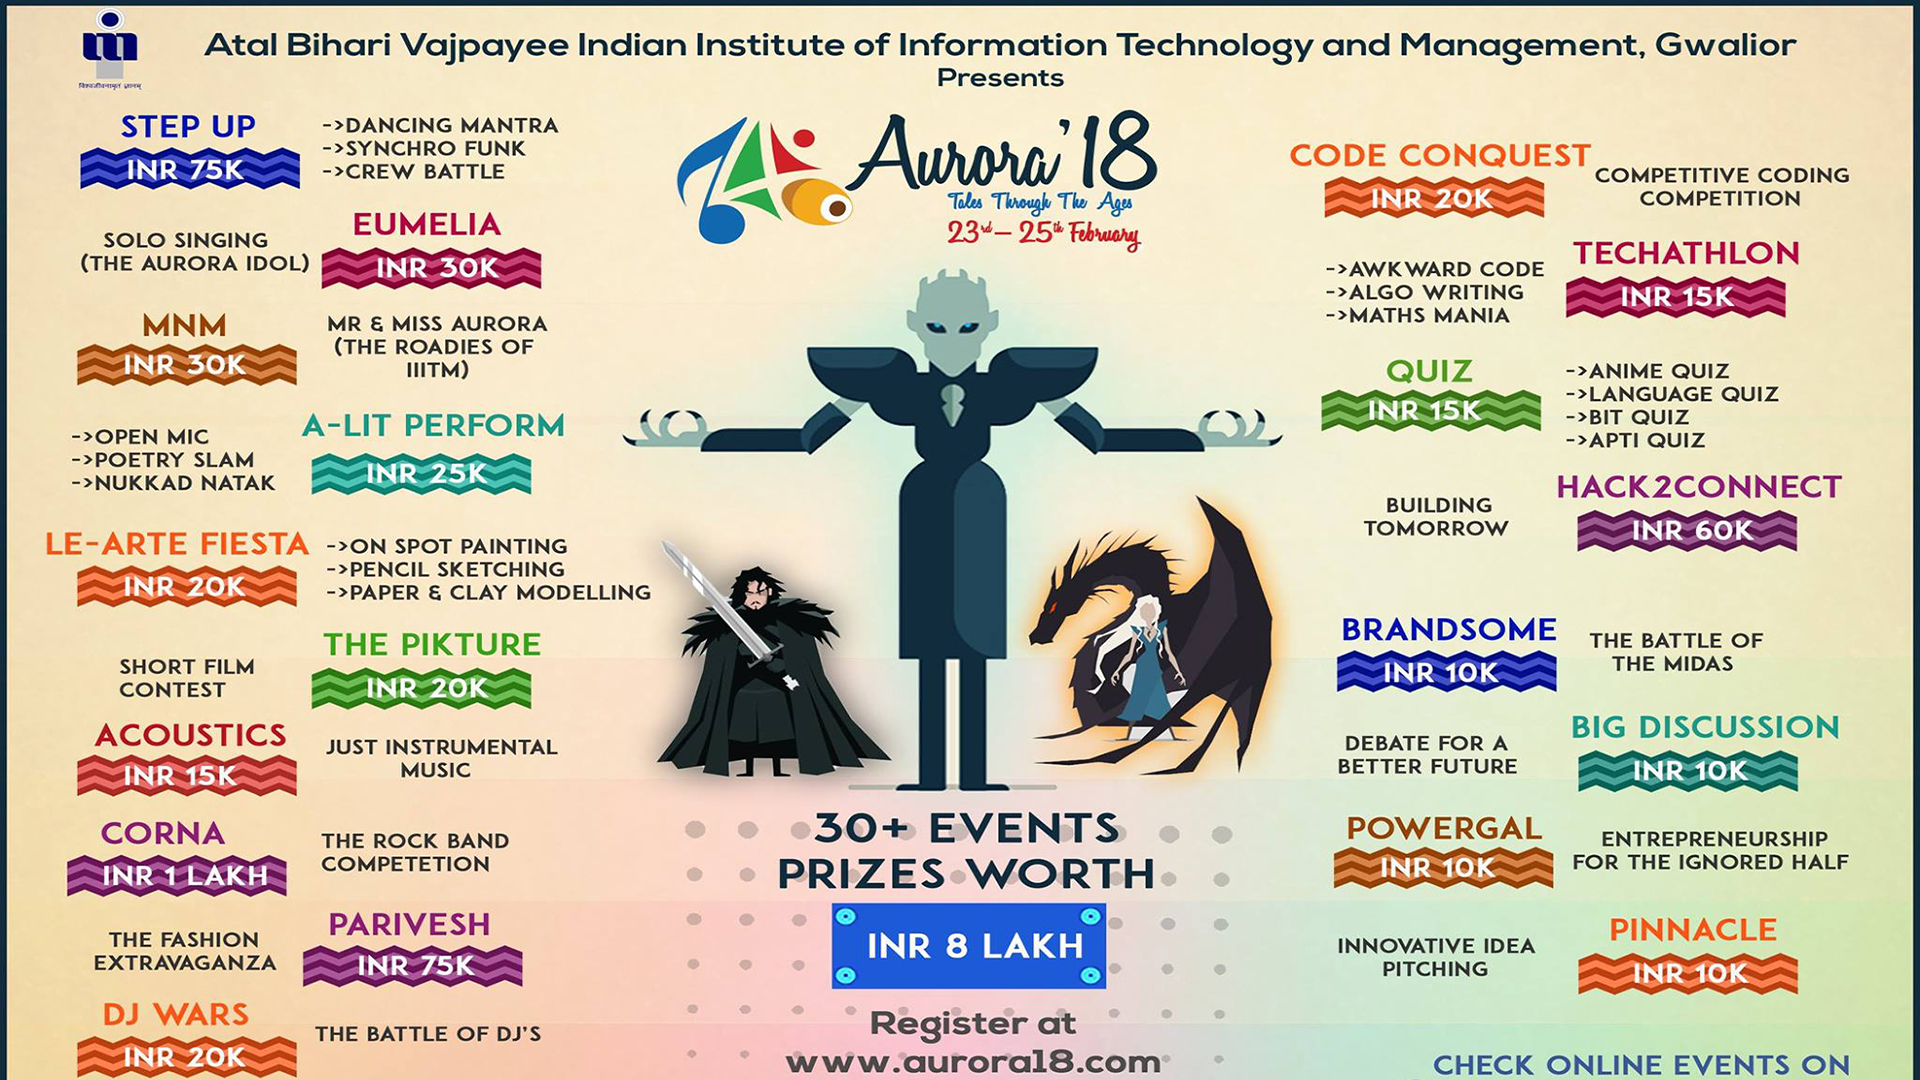 Atal Bihari Vajpayee Indian Institute of Information Technology and Management, Gwalior
Presents
विश्वजीवनामृतं ज्ञानम्
Aurora'18
Tales Through The Ages
23rd – 25th February
STEP UP
INR 75K
->DANCING MANTRA
->SYNCHRO FUNK
->CREW BATTLE
EUMELIA
INR 30K
SOLO SINGING
(THE AURORA IDOL)
MNM
INR 30K
MR & MISS AURORA
(THE ROADIES OF
IIITM)
A-LIT PERFORM
INR 25K
->OPEN MIC
->POETRY SLAM
->NUKKAD NATAK
LE-ARTE FIESTA
INR 20K
->ON SPOT PAINTING
->PENCIL SKETCHING
->PAPER & CLAY MODELLING
THE PIKTURE
INR 20K
SHORT FILM
CONTEST
ACOUSTICS
INR 15K
JUST INSTRUMENTAL
MUSIC
CORNA
INR 1 LAKH
THE ROCK BAND
COMPETETION
PARIVESH
INR 75K
THE FASHION
EXTRAVAGANZA
DJ WARS
INR 20K
THE BATTLE OF DJ'S
30+ EVENTS
PRIZES WORTH
INR 8 LAKH
Register at
www.aurora18.com
CODE CONQUEST
INR 20K
COMPETITIVE CODING
COMPETITION
TECHATHLON
INR 15K
->AWKWARD CODE
->ALGO WRITING
->MATHS MANIA
QUIZ
INR 15K
->ANIME QUIZ
->LANGUAGE QUIZ
->BIT QUIZ
->APTI QUIZ
HACK2CONNECT
INR 60K
BUILDING
TOMORROW
BRANDSOME
INR 10K
THE BATTLE OF
THE MIDAS
BIG DISCUSSION
INR 10K
DEBATE FOR A
BETTER FUTURE
POWERGAL
INR 10K
ENTREPRENEURSHIP
FOR THE IGNORED HALF
PINNACLE
INR 10K
INNOVATIVE IDEA
PITCHING
CHECK ONLINE EVENTS ON